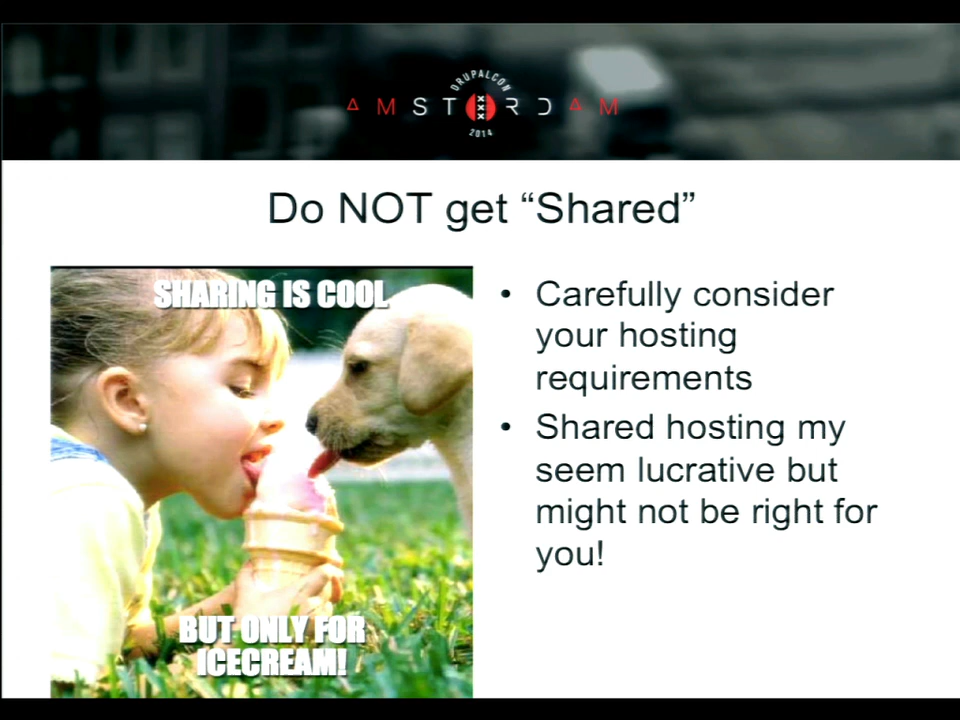 DRUPALCON
AMSTERDAM
2014
Do NOT get “Shared”
SHARING IS COOL
BUT ONLY FOR
ICECREAM!
• Carefully consider
your hosting
requirements
• Shared hosting my
seem lucrative but
might not be right for
you!